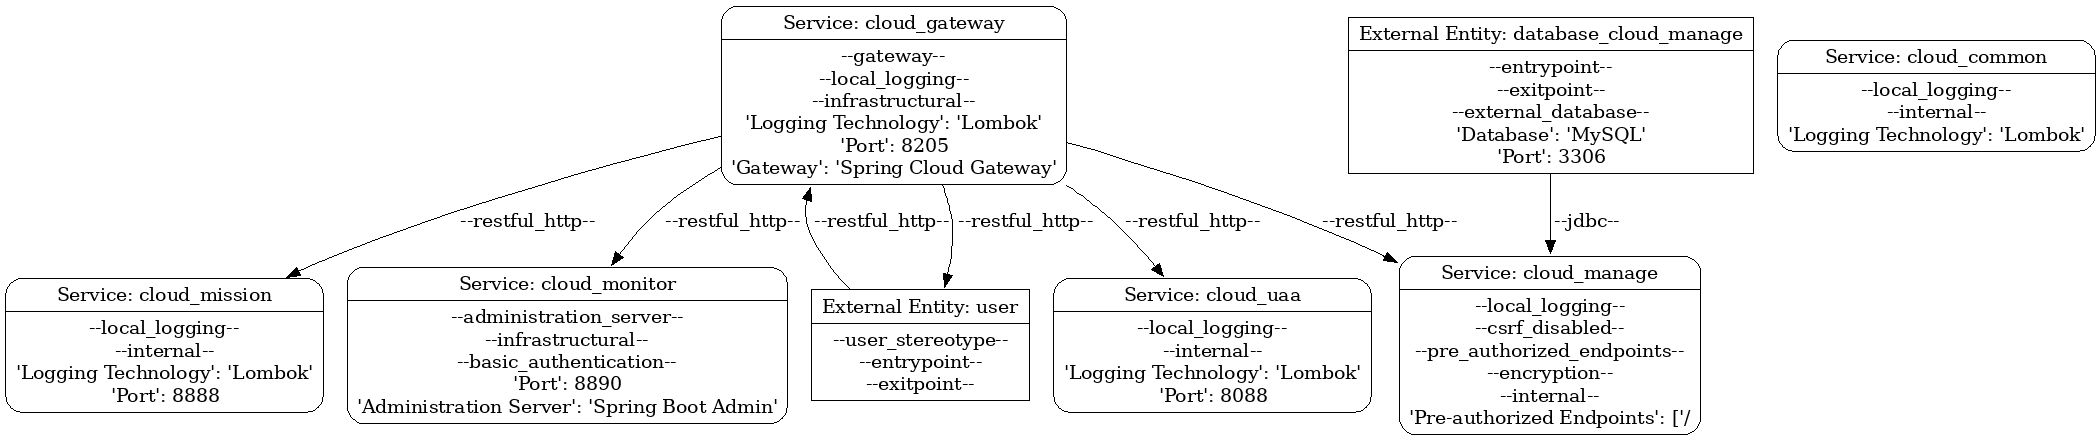 Service: cloud_gateway
--gateway--
--local_logging--
--infrastructural--
'Logging Technology': 'Lombok'
'Port': 8205
'Gateway': 'Spring Cloud Gateway'
External Entity: database_cloud_manage
--entrypoint--
--exitpoint--
--external_database--
'Database': 'MySQL'
'Port': 3306
Service: cloud_common
--local_logging--
--internal--
'Logging Technology': 'Lombok'
--restful_http--
--restful_http--
--restful_http--
--restful_http--
--restful_http--
--restful_http--
--jdbc--
Service: cloud_mission
--local_logging--
--internal--
'Logging Technology': 'Lombok'
'Port': 8888
Service: cloud_monitor
--administration_server--
--infrastructural--
--basic_authentication--
'Port': 8890
'Administration Server': 'Spring Boot Admin'
External Entity: user
--user_stereotype--
--entrypoint--
--exitpoint--
Service: cloud_uaa
--local_logging--
--internal--
'Logging Technology': 'Lombok'
'Port': 8088
Service: cloud_manage
--local_logging--
--csrf_disabled--
--pre_authorized_endpoints--
--encryption--
--internal--
'Pre-authorized Endpoints': ['/